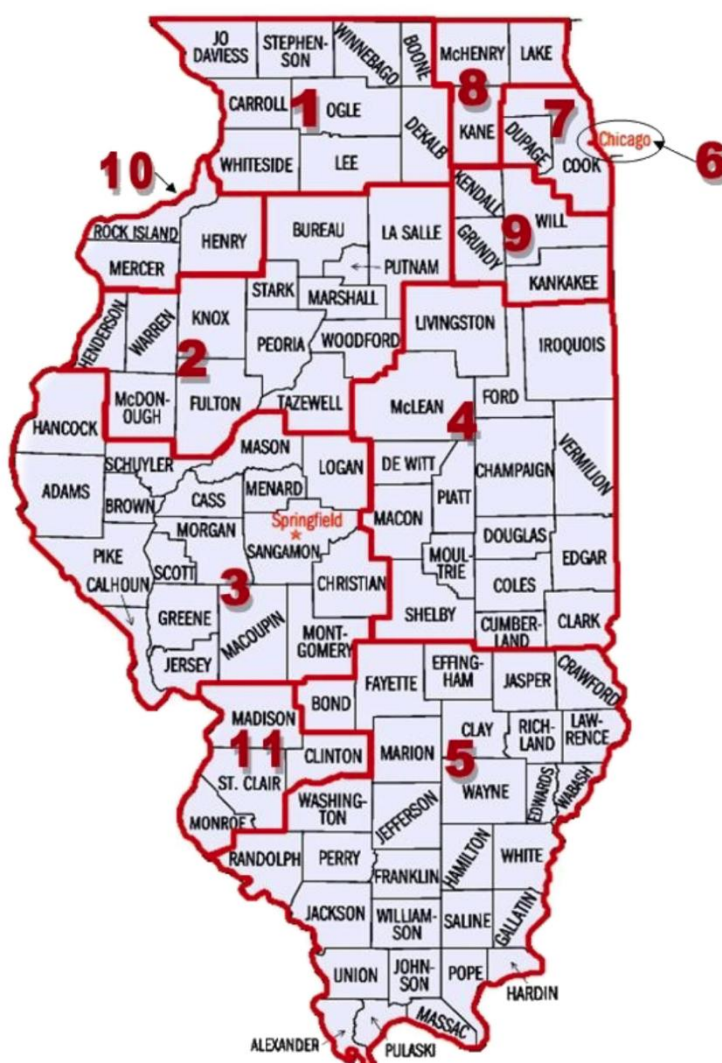 JO
DAVIESS
STEPHEN-
SON
WINNEBAGO
BOONE
McHENRY
LAKE
CARROLL
1
OGLE
DEKALB
8
KANE
7
DUPAGE
Chicago
6
COOK
WHITESIDE
LEE
10
ROCK ISLAND
HENRY
MERCER
BUREAU
LA SALLE
PUTNAM
KENDALL
9
WILL
GRUNDY
KANKAKEE
STARK
MARSHALL
HENDERSON
WARREN
KNOX
2
PEORIA
WOODFORD
LIVINGSTON
IROQUOIS
McDON-
OUGH
FULTON
TAZEWELL
McLEAN
4
FORD
HANCOCK
MASON
LOGAN
DE WITT
CHAMPAIGN
VERMILION
SCHUYLER
ADAMS
BROWN
CASS
MENARD
PIATT
MACON
Springfield
MORGAN
SANGAMON
DOUGLAS
EDGAR
PIKE
SCOTT
CHRISTIAN
MOUL-
TRIE
COLES
CALHOUN
3
GREENE
MACOUPIN
MONT-
GOMERY
SHELBY
CUMBER-
LAND
CLARK
JERSEY
EFFING-
HAM
FAYETTE
JASPER
CRAWFORD
MADISON
BOND
11
CLINTON
MARION
CLAY
5
RICH-
LAND
LAW-
RENCE
ST. CLAIR
WAYNE
EDWARDS
WABASH
MONROE
WASHING-
TON
JEFFERSON
RANDOLPH
PERRY
FRANKLIN
HAMILTON
WHITE
JACKSON
WILLIAM-
SON
SALINE
GALLATIN
UNION
JOHN-
SON
POPE
HARDIN
MASSAC
ALEXANDER
PULASKI